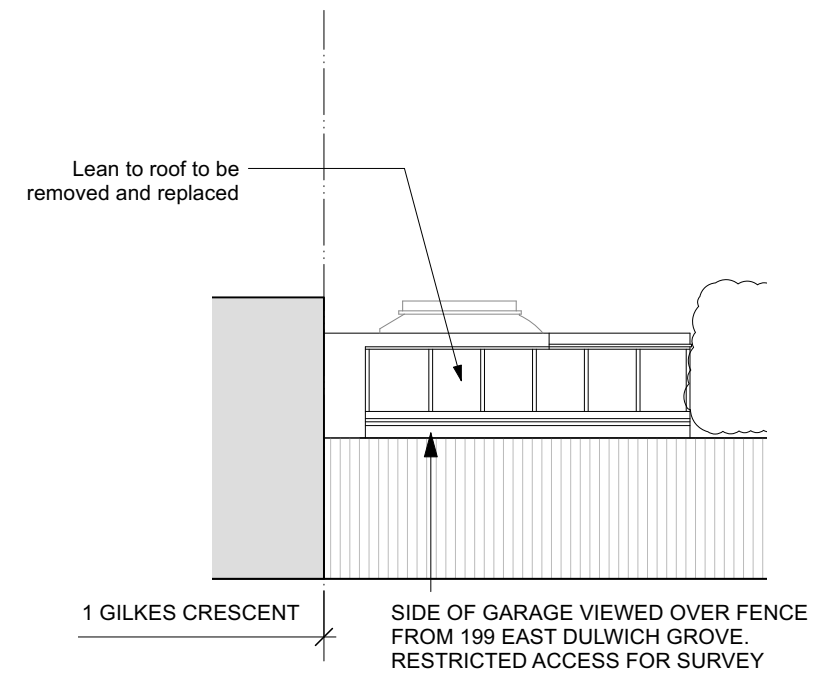 Lean to roof to be
removed and replaced
1 GILKES CRESCENT
SIDE OF GARAGE VIEWED OVER FENCE
FROM 199 EAST DULWICH GROVE.
RESTRICTED ACCESS FOR SURVEY